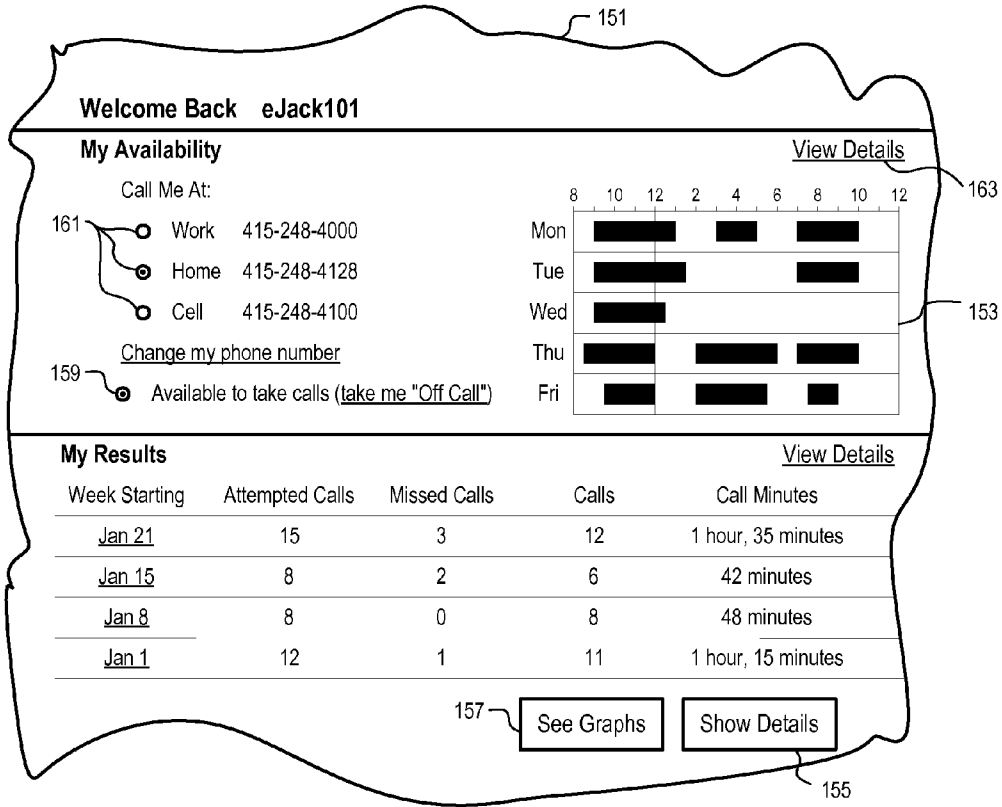 151
Welcome Back eJack101
My Availability View Details
163
Call Me At:
8 10 12 2 4 6 8 10 12
161
Work 415-248-4000
Mon
Home 415-248-4128
Tue
Cell 415-248-4100
Wed
153
Change my phone number
Thu
159
Available to take calls (take me "Off Call")
Fri
My Results View Details
Week Starting Attempted Calls Missed Calls Calls Call Minutes
Jan 21 15 3 12 1 hour, 35 minutes
Jan 15 8 2 6 42 minutes
Jan 8 8 0 8 48 minutes
Jan 1 12 1 11 1 hour, 15 minutes
157
See Graphs Show Details
155